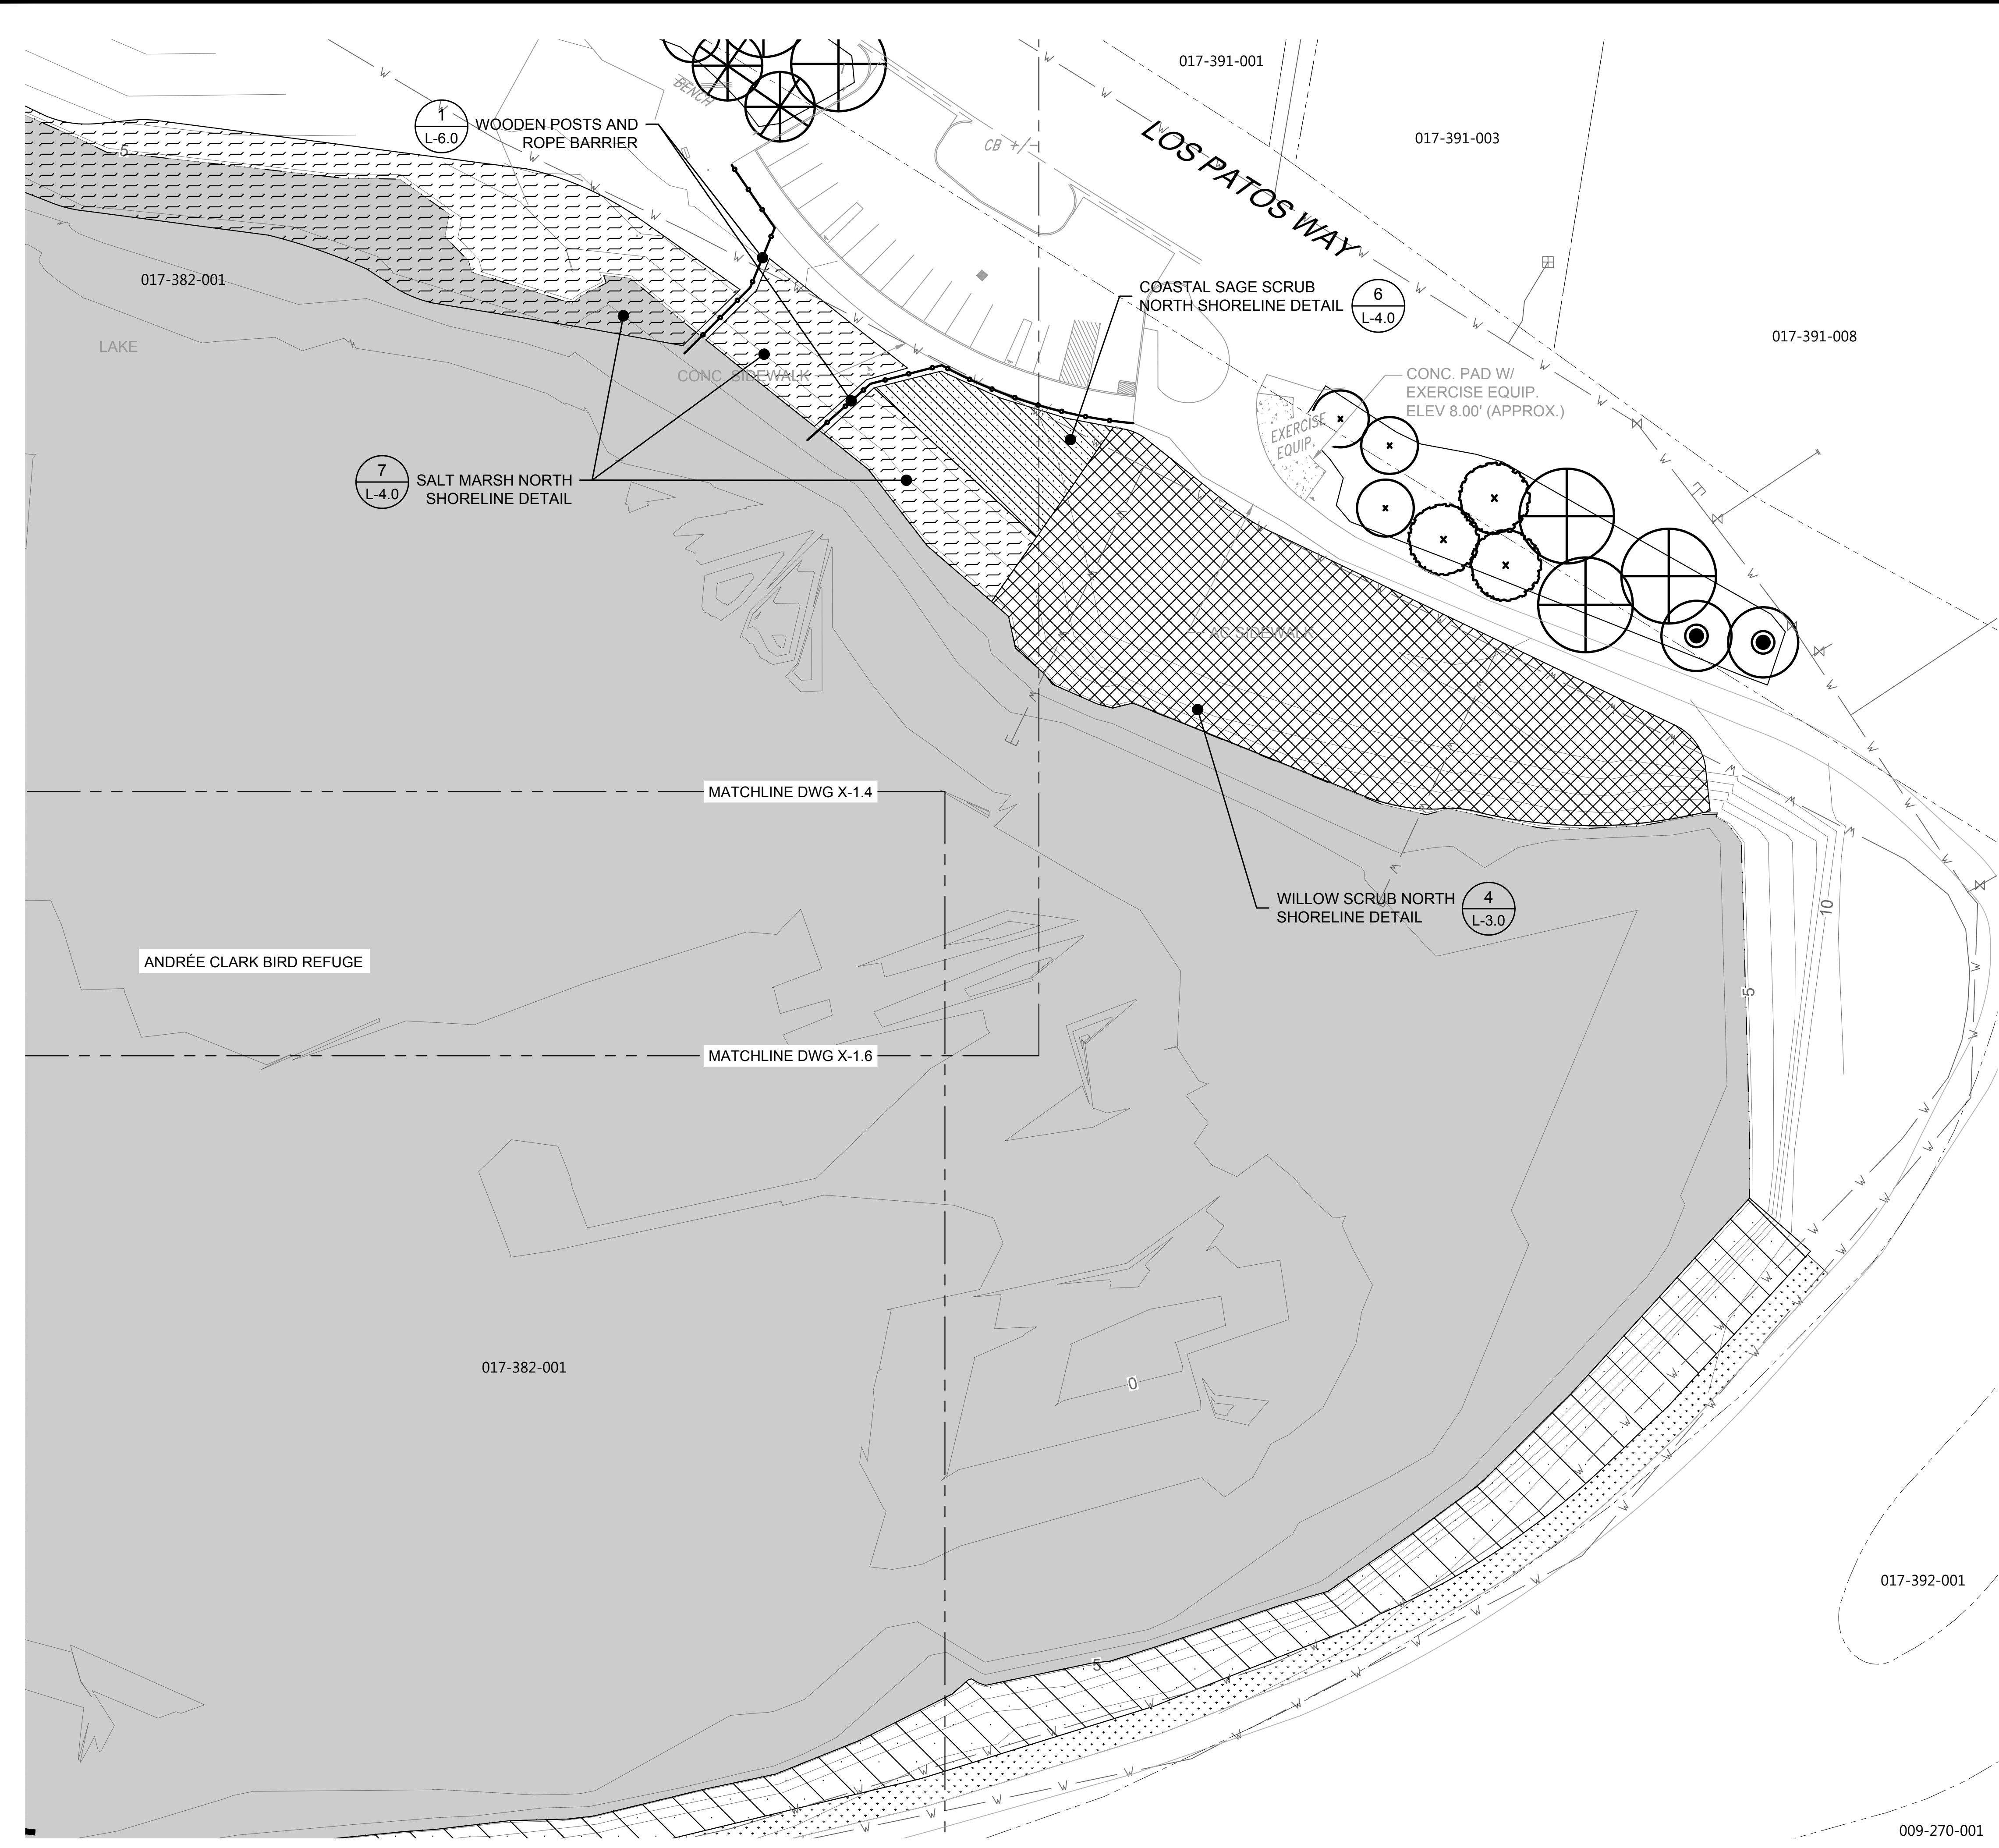 017-391-001
BENCH
1
L-6.0
WOODEN POSTS AND
ROPE BARRIER
CB +/-
LOS PATOS WAY
017-391-003
5
017-382-001
COASTAL SAGE SCRUB
NORTH SHORELINE DETAIL
6
L-4.0
017-391-008
LAKE
CONC. SIDEWALK
CONC. PAD W/
EXERCISE EQUIP.
ELEV 8.00' (APPROX.)
EXERCISE
EQUIP.
7
L-4.0
SALT MARSH NORTH
SHORELINE DETAIL
AC SIDEWALK
MATCHLINE DWG X-1.4
WILLOW SCRUB NORTH
SHORELINE DETAIL
4
L-3.0
10
ANDRÉE CLARK BIRD REFUGE
5
MATCHLINE DWG X-1.6
017-382-001
0
017-392-001
5
009-270-001